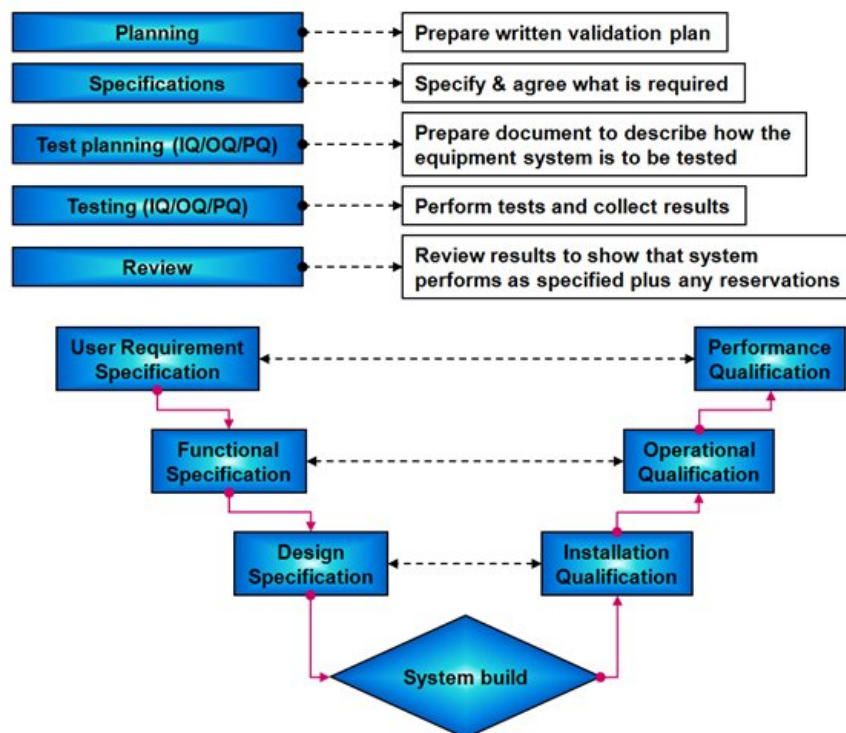 Planning
Prepare written validation plan
Specifications
Specify & agree what is required
Test planning (IQ/OQ/PQ)
Prepare document to describe how the
equipment system is to be tested
Testing (IQ/OQ/PQ)
Perform tests and collect results
Review
Review results to show that system
performs as specified plus any reservations
User Requirement
Specification
Performance
Qualification
Functional
Specification
Operational
Qualification
Design
Specification
Installation
Qualification
System build